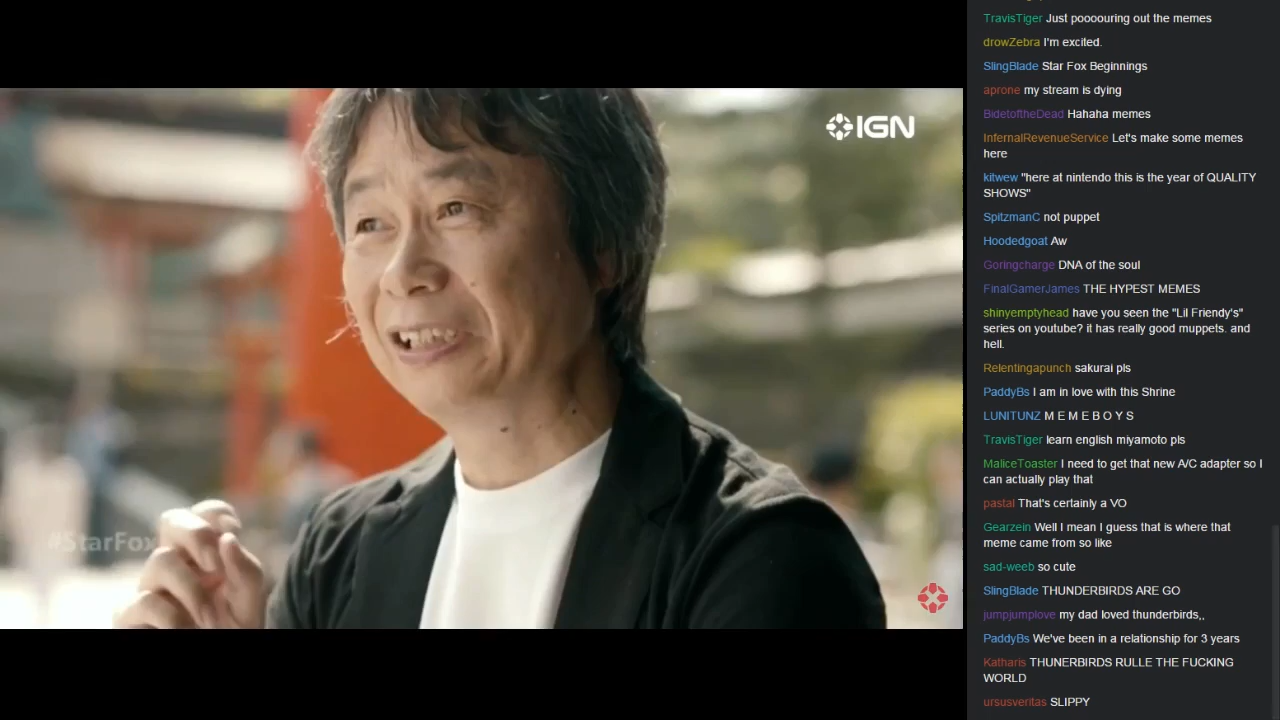 IGN
#StarFox
TravisTiger Just poooouring out the memes
drowZebra I'm excited.
SlingBlade Star Fox Beginnings
aprone my stream is dying
BidetoftheDead Hahaha memes
InfernalRevenueService Let's make some memes
here
kitwew "here at nintendo this is the year of QUALITY
SHOWS"
SpitzmanC not puppet
Hoodedgoat Aw
Goringcharge DNA of the soul
FinalGamerJames THE HYPEST MEMES
shinyemptyhead have you seen the "Lil Friendy's"
series on youtube? it has really good muppets. and
hell.
Relentingapunch sakurai pls
PaddyBs I am in love with this Shrine
LUNITUNZ M E M E B O Y S
TravisTiger learn english miyamoto pls
MaliceToaster I need to get that new A/C adapter so I
can actually play that
pastal That's certainly a VO
Gearzein Well I mean I guess that is where that
meme came from so like
sad-weeb so cute
SlingBlade THUNDERBIRDS ARE GO
jumpjumplove my dad loved thunderbirds,,
PaddyBs We've been in a relationship for 3 years
Katharis THUNERBIRDS RULLE THE FUCKING
WORLD
ursusveritas SLIPPY